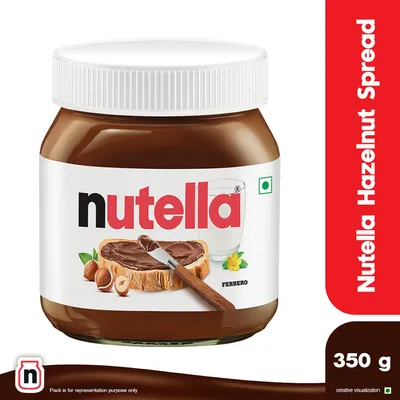 nutella®
FERRERO
Nutella Hazelnut Spread
350 g
n
Pack is for representation purpose only
creative visualization